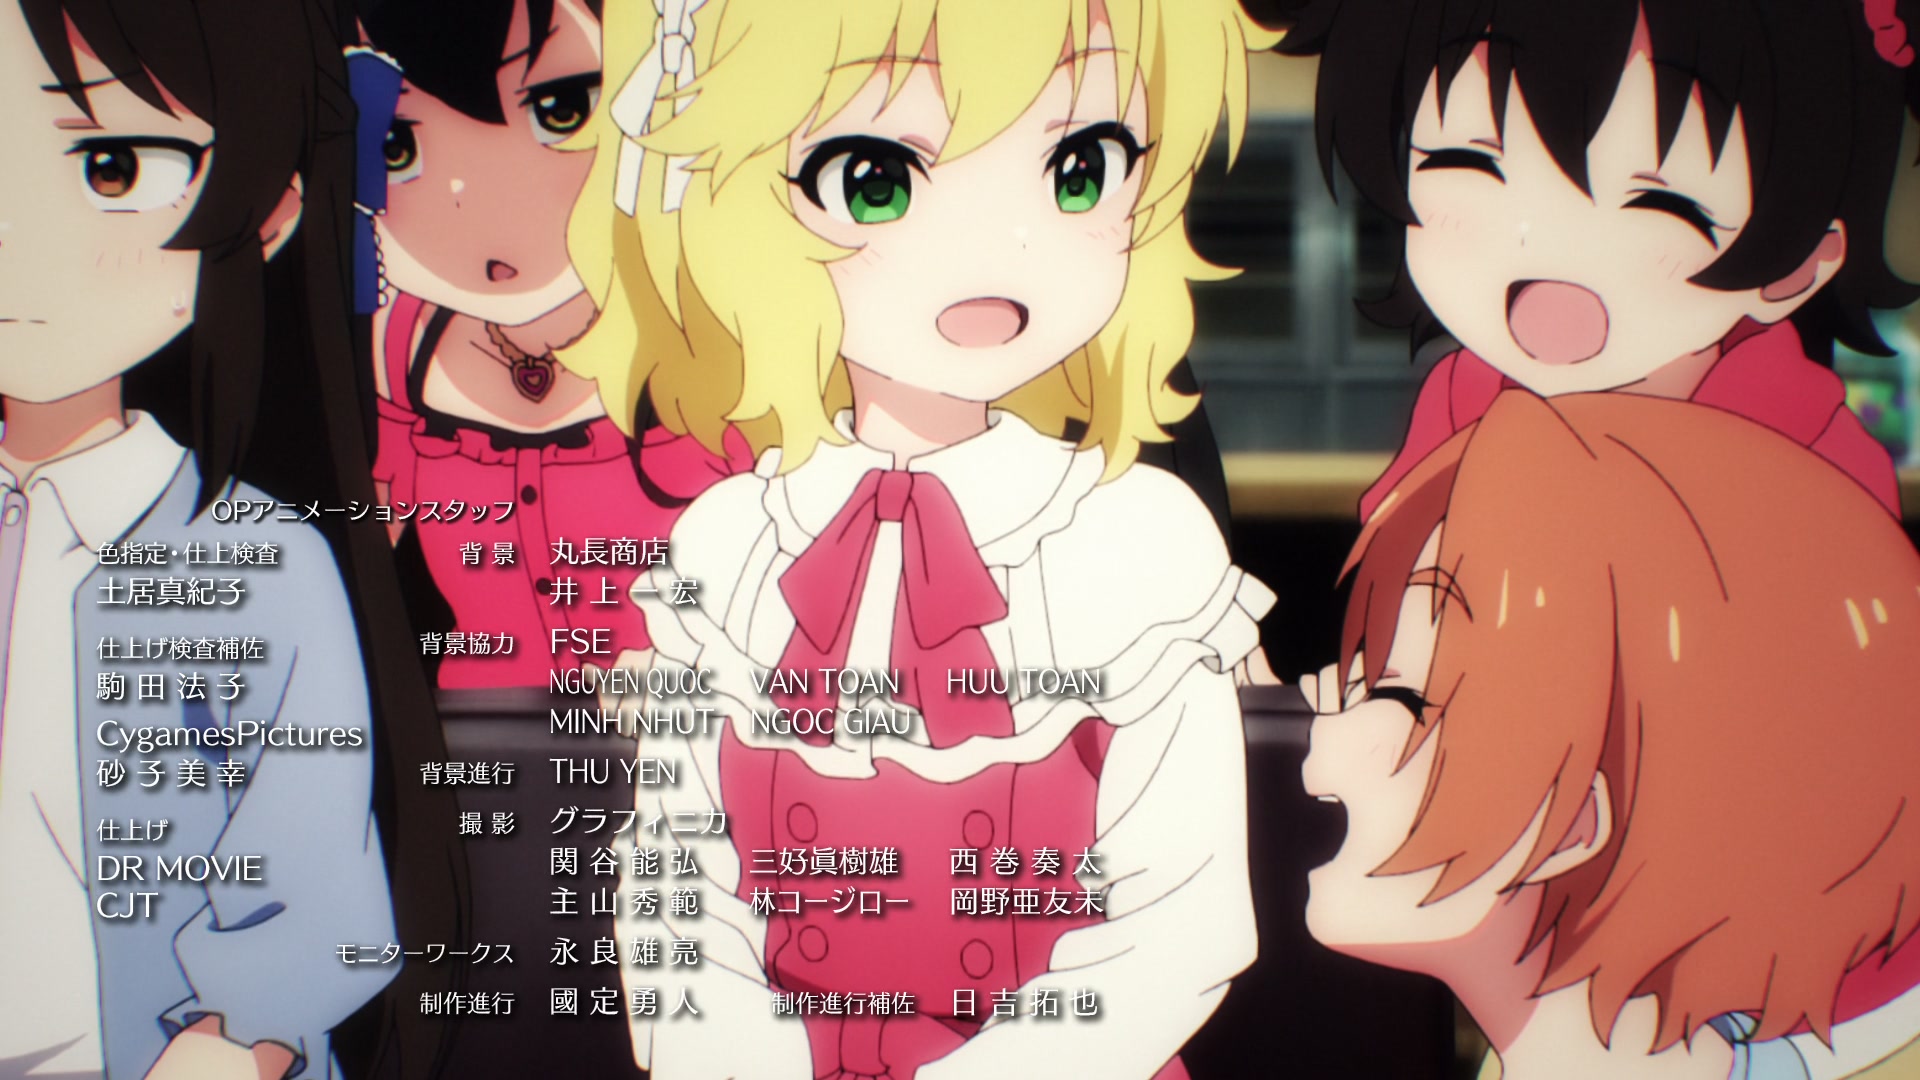 OPアニメーションスタッフ
色指定・仕上検査
土居真紀子
仕上げ検査補佐
駒田法子
CygamesPictures
砂子美幸
仕上げ
DR MOVIE
CJT
背景 丸長商店
井上一宏
背景協力 FSE
NGUYEN QUOC VAN TOAN HUU TOAN
MINH NHUT NGOC GIAU
背景進行 THU YEN
撮影 グラフィニカ
関谷能弘 三好眞樹雄 西巻奏太
主山秀範 林コージロー 岡野亜友未
モニターワークス 永良雄亮
制作進行 國定勇人 制作進行補佐 日吉拓也